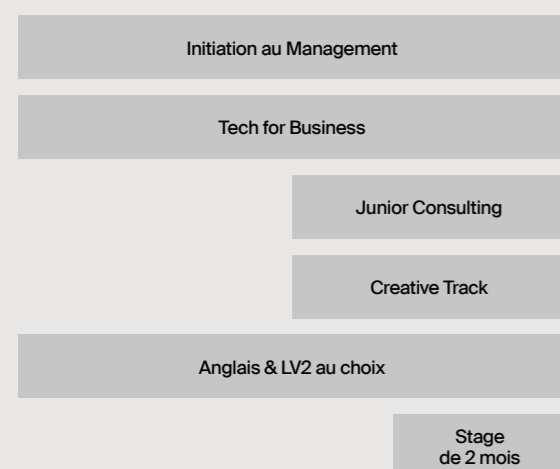 Initiation au Management
Tech for Business
Junior Consulting
Creative Track
Anglais & LV2 au choix
Stage
de 2 mois